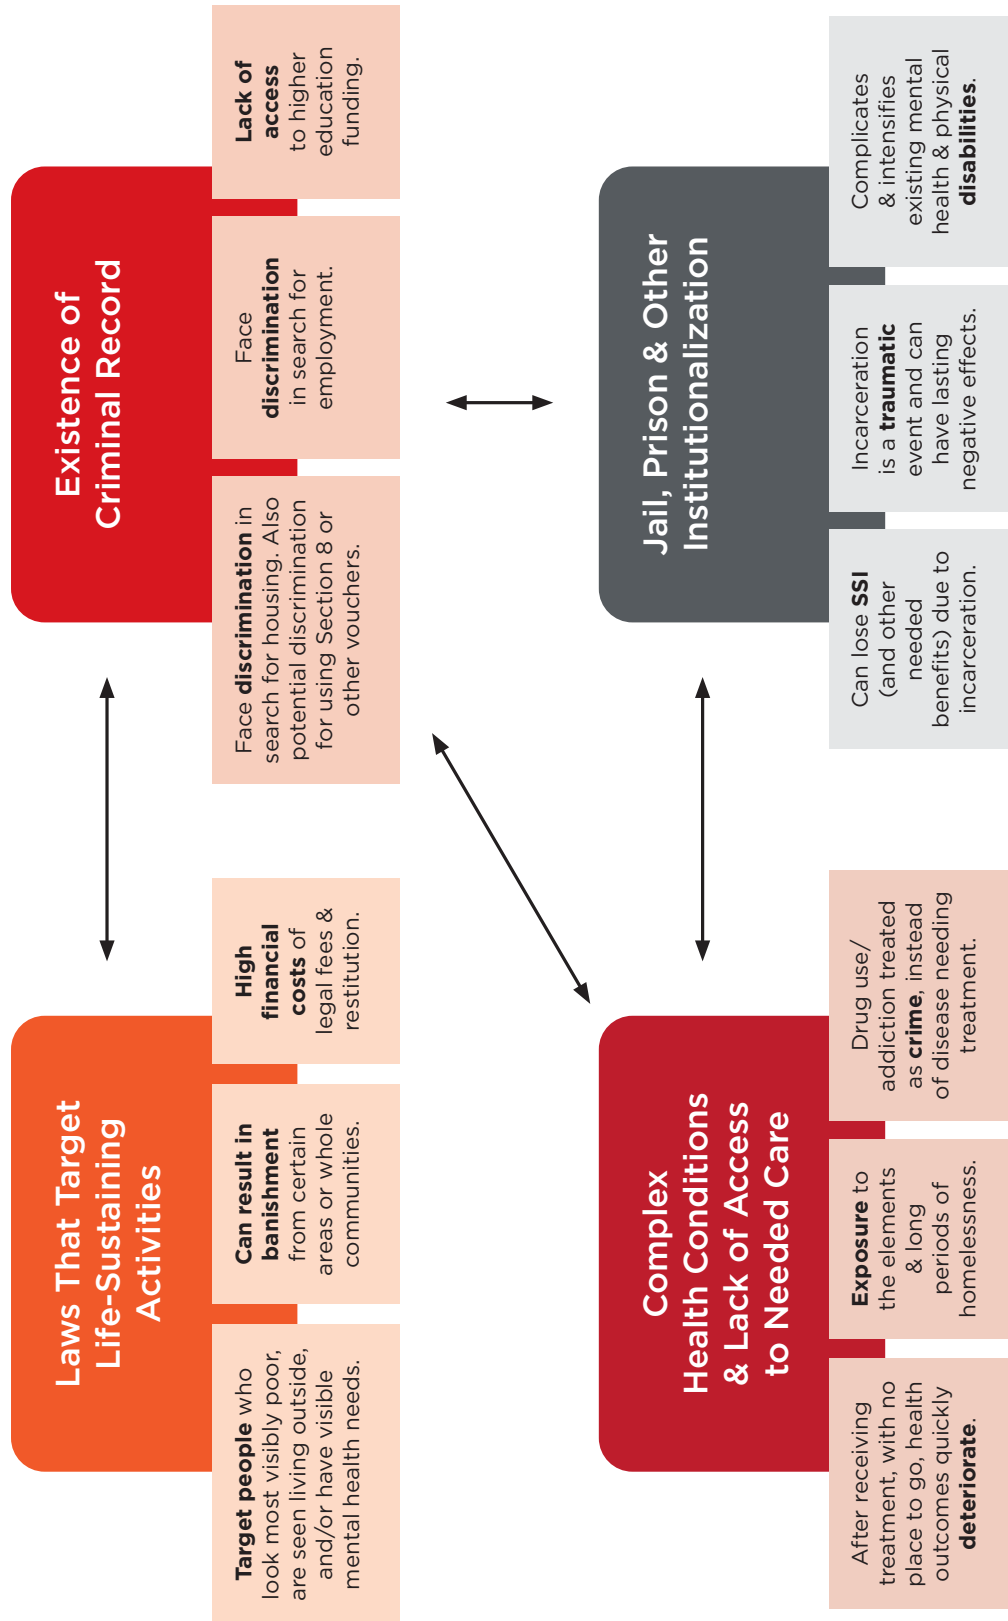 Laws That Target
Life-Sustaining
Activities
Target people who
look most visibly poor,
are seen living outside,
and/or have visible
mental health needs.
Can result in
banishment
from certain
areas or whole
communities.
High
financial
costs of
legal fees &
restitution.
Existence of
Criminal Record
Face discrimination in
search for housing. Also
potential discrimination
for using Section 8 or
other vouchers.
Face
discrimination
in search for
employment.
Lack of
access
to higher
education
funding.
Complex
Health Conditions
& Lack of Access
to Needed Care
After receiving
treatment, with no
place to go, health
outcomes quickly
deteriorate.
Exposure to
the elements
& long
periods of
homelessness.
Drug use/
addiction treated
as crime, instead
of disease needing
treatment.
Jail, Prison & Other
Institutionalization
Can lose SSI
(and other
needed
benefits) due to
incarceration.
Incarceration
is a traumatic
event and can
have lasting
negative effects.
Complicates
& intensifies
existing mental
health & physical
disabilities.